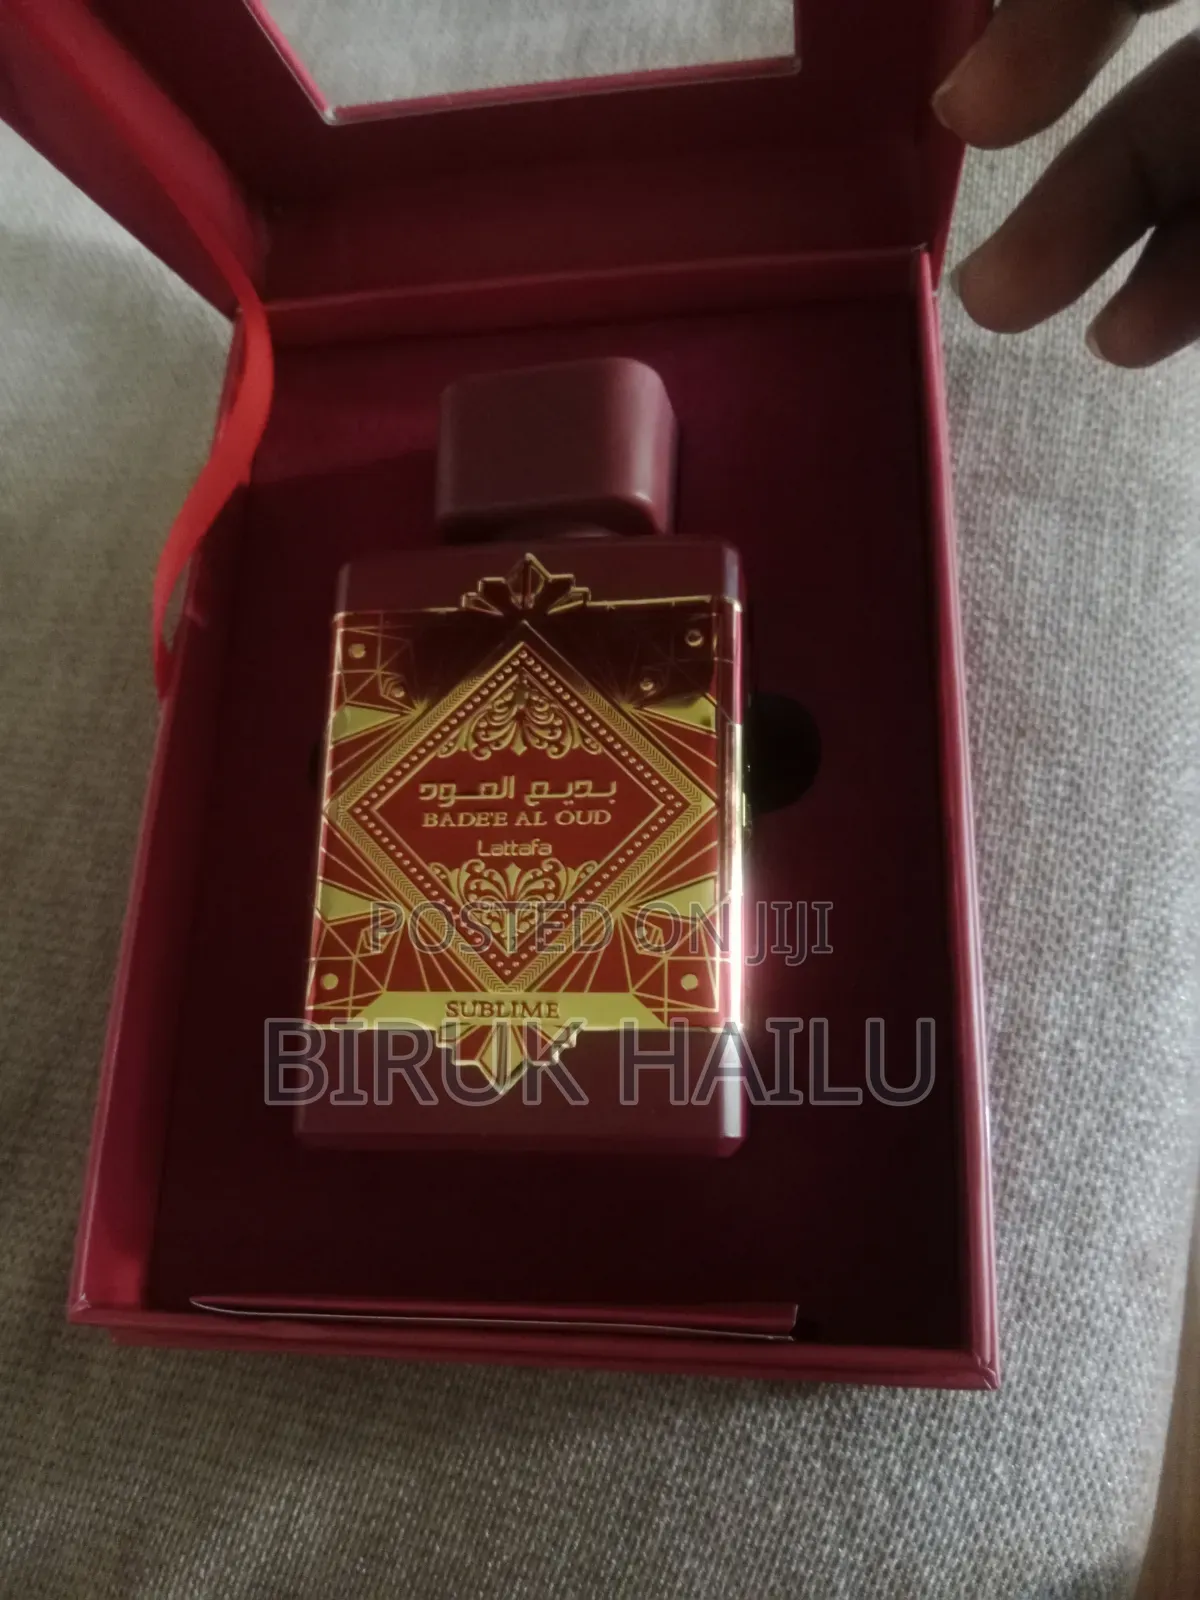 بديع العود
BADE'E AL OUD
Lattafa
POSTED ON JIJI
SUBLIME
BIRUK HAILU